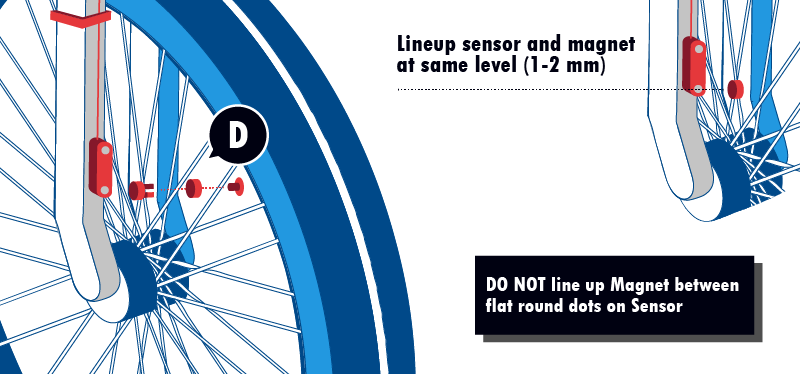 Lineup sensor and magnet
at same level (1-2 mm)
D
DO NOT line up Magnet between
flat round dots on Sensor